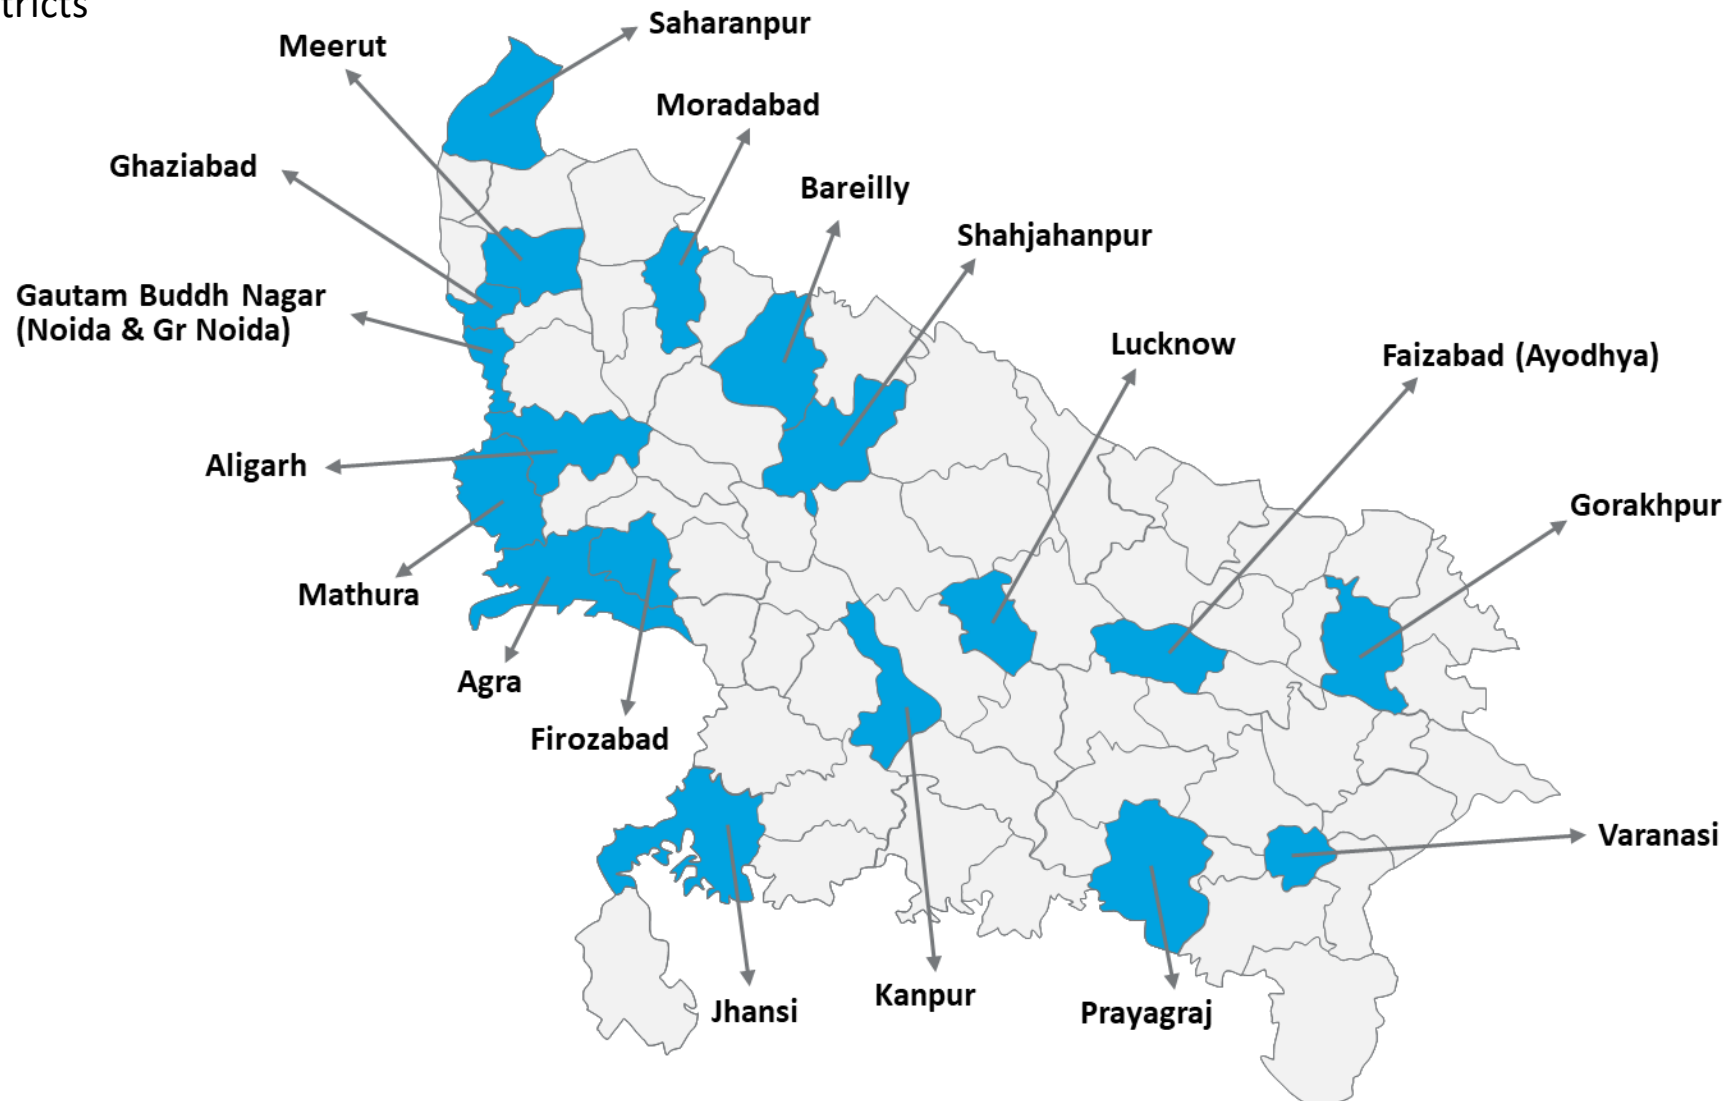 tricts
Saharanpur
Meerut
Moradabad
Ghaziabad
Bareilly
Shahjahanpur
Gautam Buddh Nagar
(Noida & Gr Noida)
Lucknow
Faizabad (Ayodhya)
Aligarh
Gorakhpur
Mathura
Agra
Firozabad
Varanasi
Kanpur
Jhansi
Prayagraj